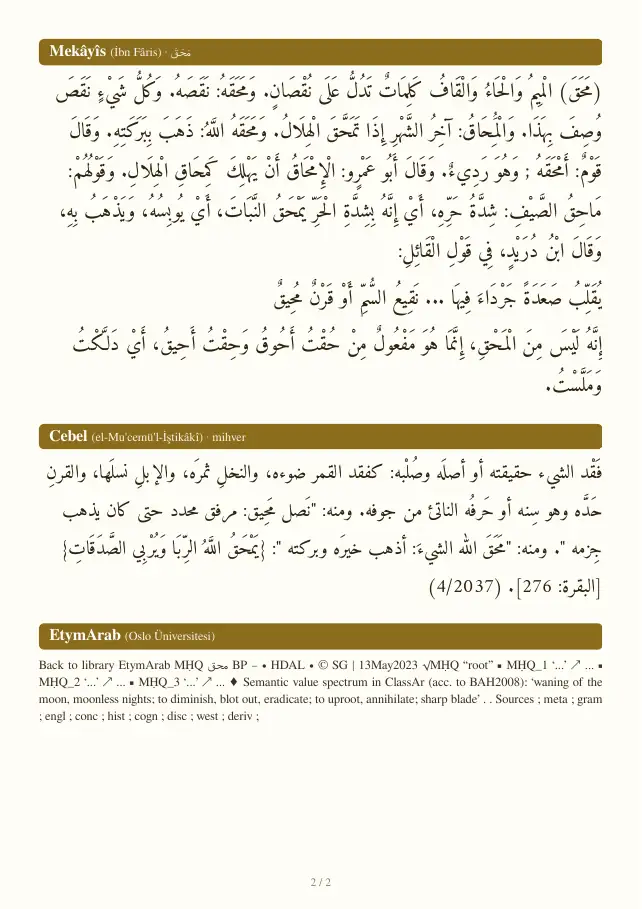 Mekâyîs (İbn Fâris) · مَحَقَ
(مَحَقَ) الْمِيمُ وَالْحَاءُ وَالْقَافُ كَلِمَاتٌ تَدُلُّ عَلَى نُقْصَانٍ. وَمَحَقَهُ: نَقَصَهُ. وَكُلُّ شَيْءٍ نَقَصَ
وُصِفَ بِهَذَا. وَالْمُحَاقُ: آخِرُ الشَّهْرِ إِذَا تَمَحَّقَ الْهِلَالُ. وَمَحَقَهُ اللَّهُ: ذَهَبَ بِبَرَكَتِهِ. وَقَالَ
قَوْمٌ: أَمْحَقَهُ ; وَهُوَ رَدِيءٌ. وَقَالَ أَبُو عَمْرٍو: الْإِمْحَاقُ أَنْ يَهْلِكَ كَمِحَاقِ الْهِلَالِ. وَقَوْلُهُمْ:
مَاحِقُ الصَّيْفِ: شِدَّةُ حَرِّهِ، أَيْ إِنَّهُ بِشِدَّةِ الْحَرِّ يَمْحَقُ النَّبَاتَ، أَيْ يُوبِسُهُ، وَيَذْهَبُ بِهِ،
وَقَالَ ابْنُ دُرَيْدٍ، فِي قَوْلِ الْقَائِلِ:
يُقَلِّبُ صَعَدَةً جَرْدَاءَ فِيهَا ... نَقِيعُ السُّمِّ أَوْ قَرْنٌ مُحِيقٌ
إِنَّهُ لَيْسَ مِنَ الْمَحْقِ، إِنَّمَا هُوَ مَفْعُولٌ مِنْ حُقْتُ أَحُوقُ وَحِقْتُ أَحِيقُ، أَيْ دَلَّكْتُ
وَمَلَّسْتُ.
Cebel (el-Mu'cemü'l-İştikâkî) · mihver
فَقْد الشيء حقيقته أو أصلَه وصُلْبه: كفقد القمر ضوءه، والنخلِ ثمرَه، والإبلِ نسلَها، والقرنِ
حَدَّه وهو سِنه أو حَرفُه الناتئ من جوفه. ومنه: "نَصل مَحِيق: مرفق محدد حتى كان يذهب
جِزمه ". ومنه: "مَحَقَ الله الشيءَ: أذهب خيرَه وبركته ": {يَمْحَقُ اللَّهُ الرِّبَا وَيُرْبِي الصَّدَقَاتِ}
[البقرة: 276]. (4/2037)
EtymArab (Oslo Üniversitesi)
Back to library EtymArab MḤQ محق BP – • HDAL • © SG | 13May2023 √MḤQ “root” ▪ MḤQ_1 ‘...’ ↗ ... ▪
MḤQ_2 ‘...’ ↗ ... ▪ MḤQ_3 ‘...’ ↗ ... ♦ Semantic value spectrum in ClassAr (acc. to BAH2008): ‘waning of the
moon, moonless nights; to diminish, blot out, eradicate; to uproot, annihilate; sharp blade’ . . Sources ; meta ; gram
; engl ; conc ; hist ; cogn ; disc ; west ; deriv ;
2 / 2